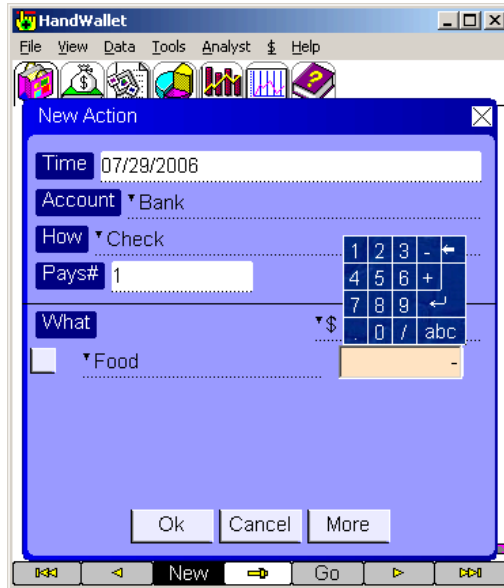 HandWallet
File View Data Tools Analyst $ Help
New Action
Time 07/29/2006
Account Bank
How Check
Pays# 1
1 2 3 -
4 5 6 +
7 8 9
. 0 / abc
What $
Food -
Ok Cancel More
New Go